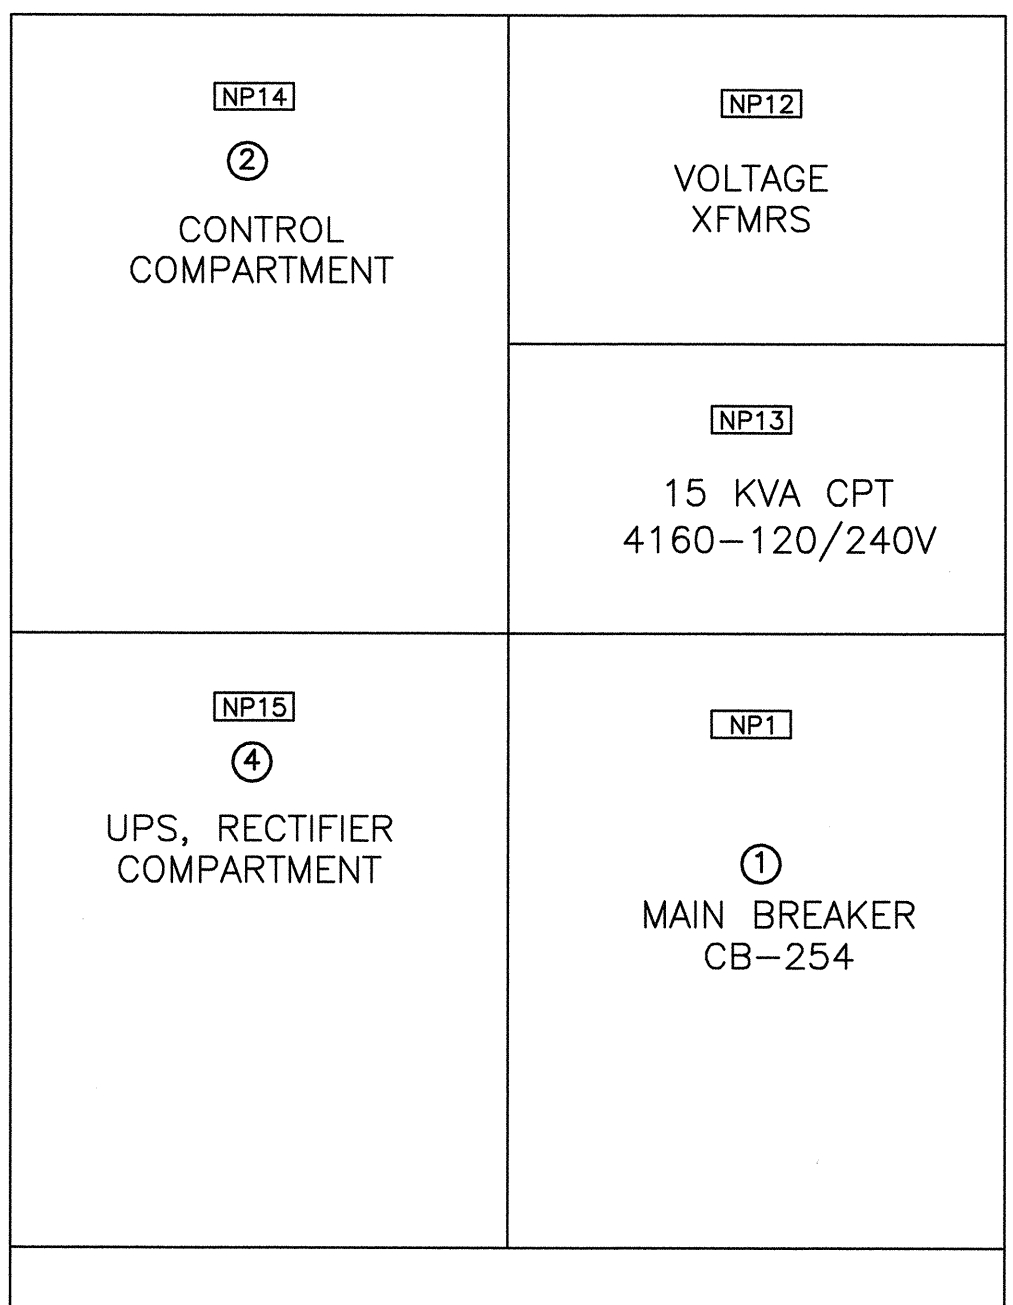 NP14
2
CONTROL
COMPARTMENT
NP12
VOLTAGE
XFMRS
NP13
15 KVA CPT
4160-120/240V
NP15
4
UPS, RECTIFIER
COMPARTMENT
NP1
1
MAIN BREAKER
CB-254